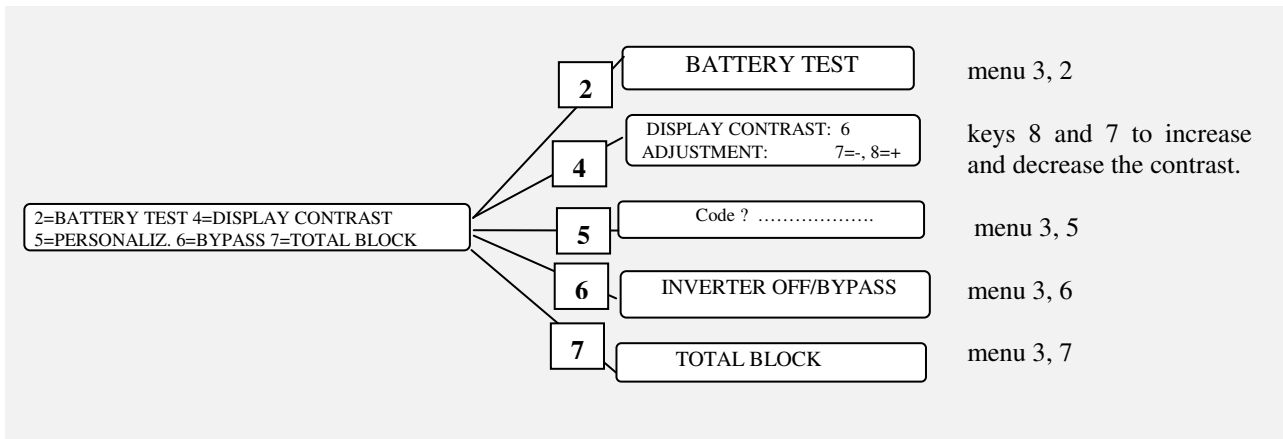 2 BATTERY TEST menu 3, 2
4 DISPLAY CONTRAST: 6
ADJUSTMENT: 7=-, 8=+
keys 8 and 7 to increase
and decrease the contrast.
2=BATTERY TEST 4=DISPLAY CONTRAST
5=PERSONALIZ. 6=BYPASS 7=TOTAL BLOCK
5 Code ? ...................
menu 3, 5
6 INVERTER OFF/BYPASS menu 3, 6
7 TOTAL BLOCK menu 3, 7